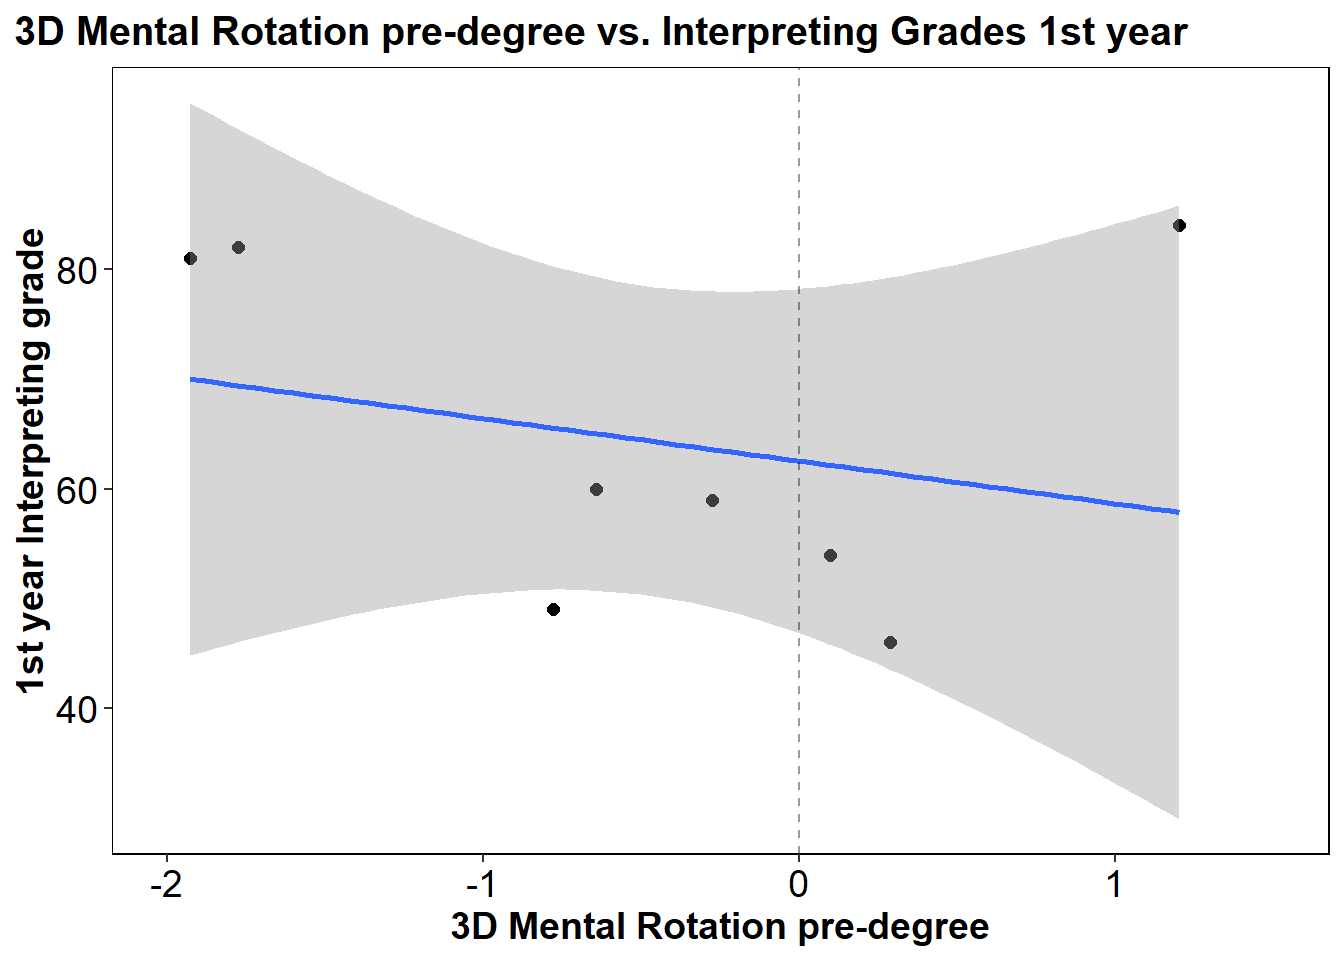 3D Mental Rotation pre-degree vs. Interpreting Grades 1st year
1st year Interpreting grade
80
60
40
-2 -1 0 1
3D Mental Rotation pre-degree